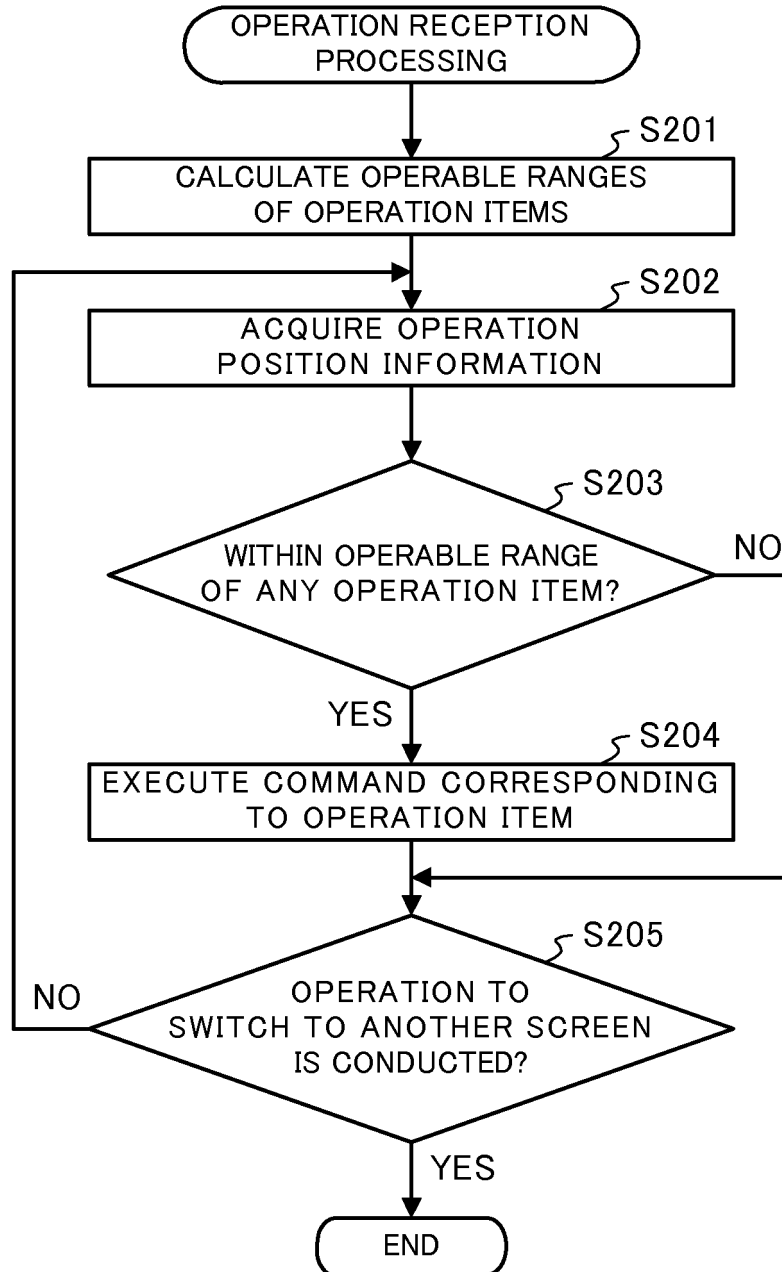 OPERATION RECEPTION
PROCESSING
S201
CALCULATE OPERABLE RANGES
OF OPERATION ITEMS
S202
ACQUIRE OPERATION
POSITION INFORMATION
S203
WITHIN OPERABLE RANGE
OF ANY OPERATION ITEM?
NO
YES
S204
EXECUTE COMMAND CORRESPONDING
TO OPERATION ITEM
S205
OPERATION TO
SWITCH TO ANOTHER SCREEN
IS CONDUCTED?
NO
YES
END